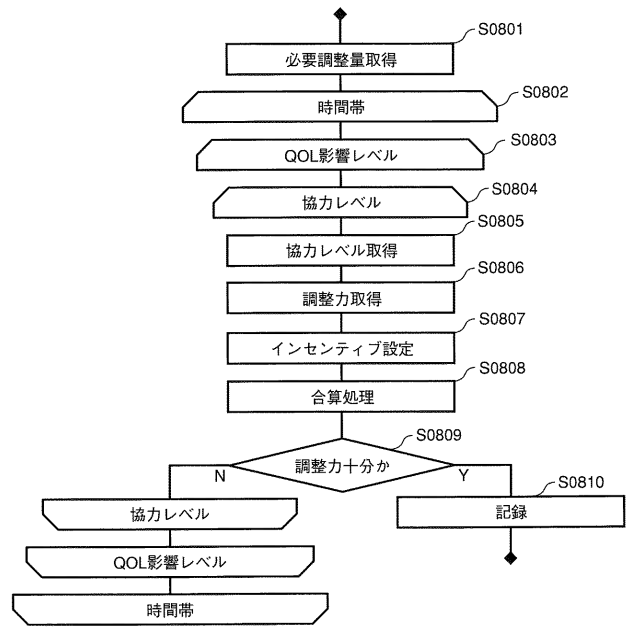 S0801
必要調整量取得
S0802
時間帯
S0803
QOL影響レベル
S0804
協力レベル
S0805
協力レベル取得
S0806
調整力取得
S0807
インセンティブ設定
S0808
合算処理
S0809
調整力十分か
N
Y
S0810
協力レベル
記録
QOL影響レベル
時間帯